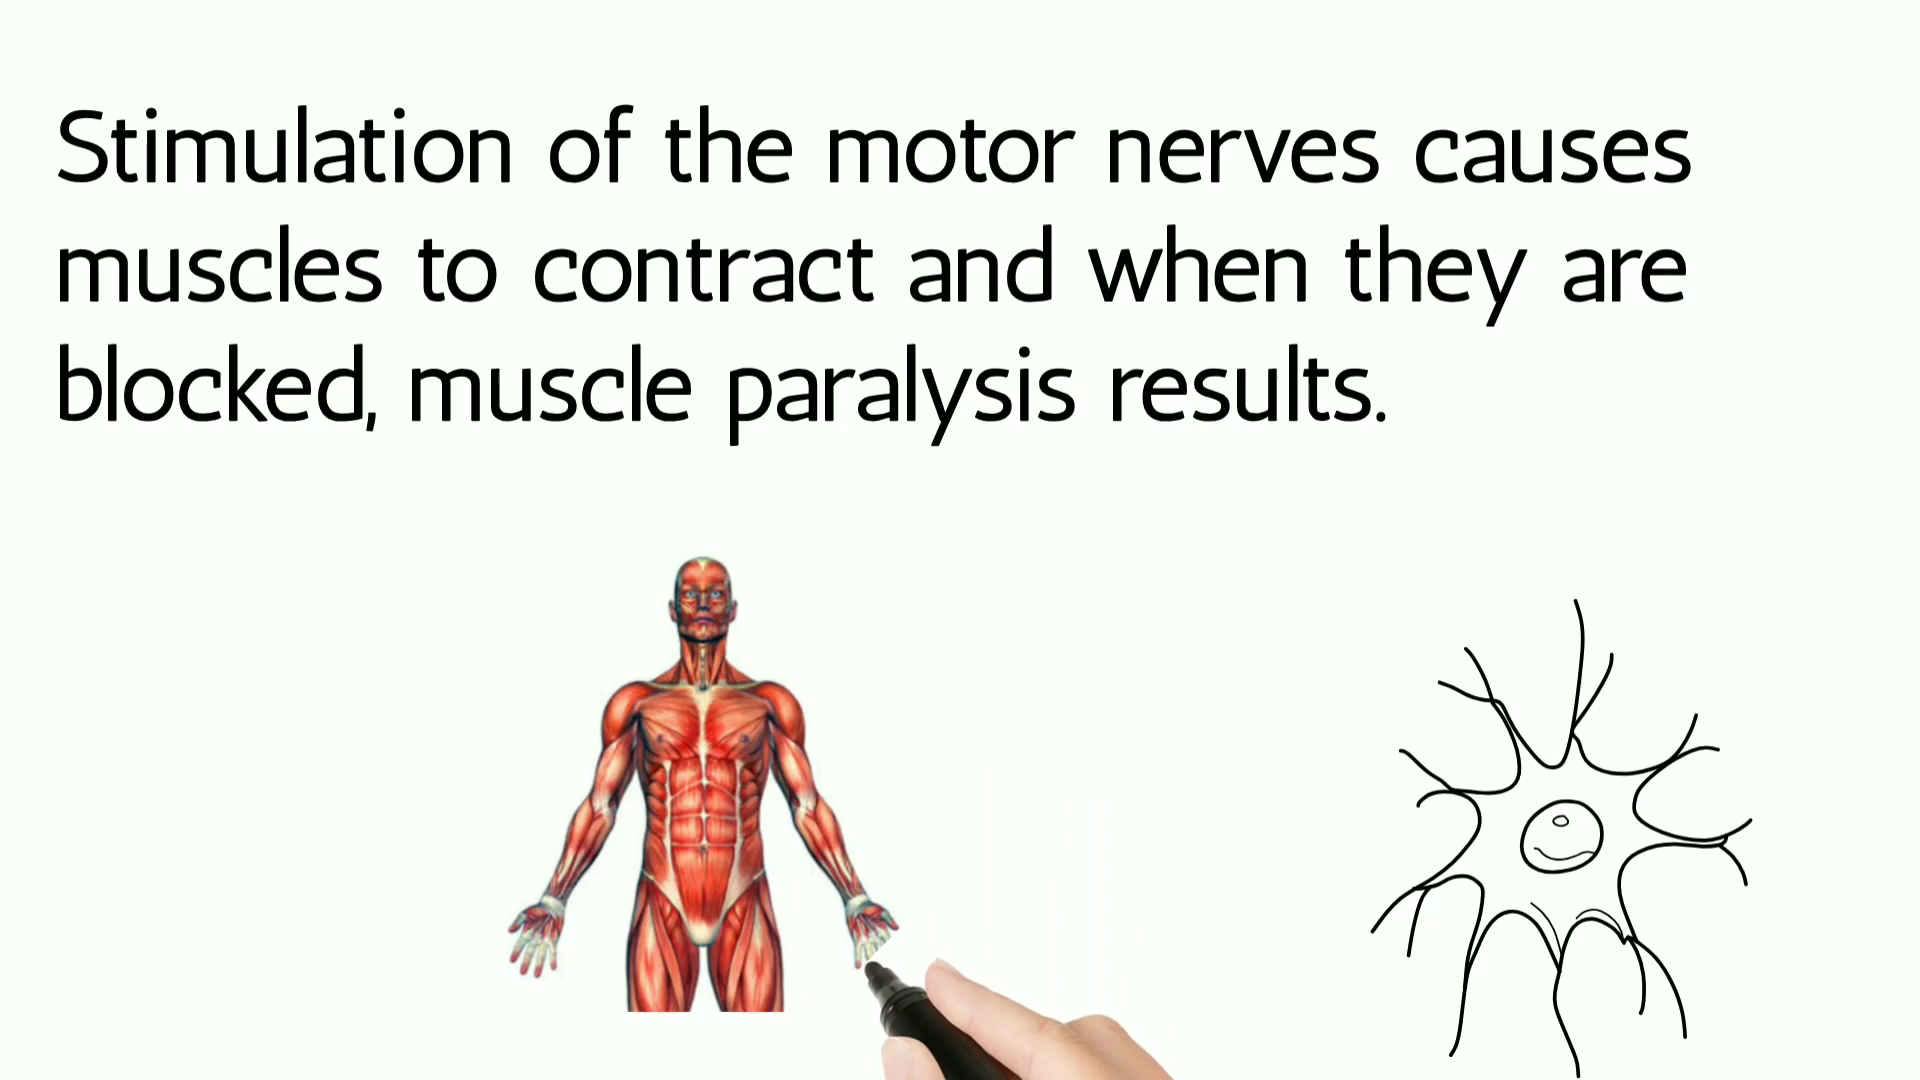 Stimulation of the motor nerves causes
muscles to contract and when they are
blocked, muscle paralysis results.